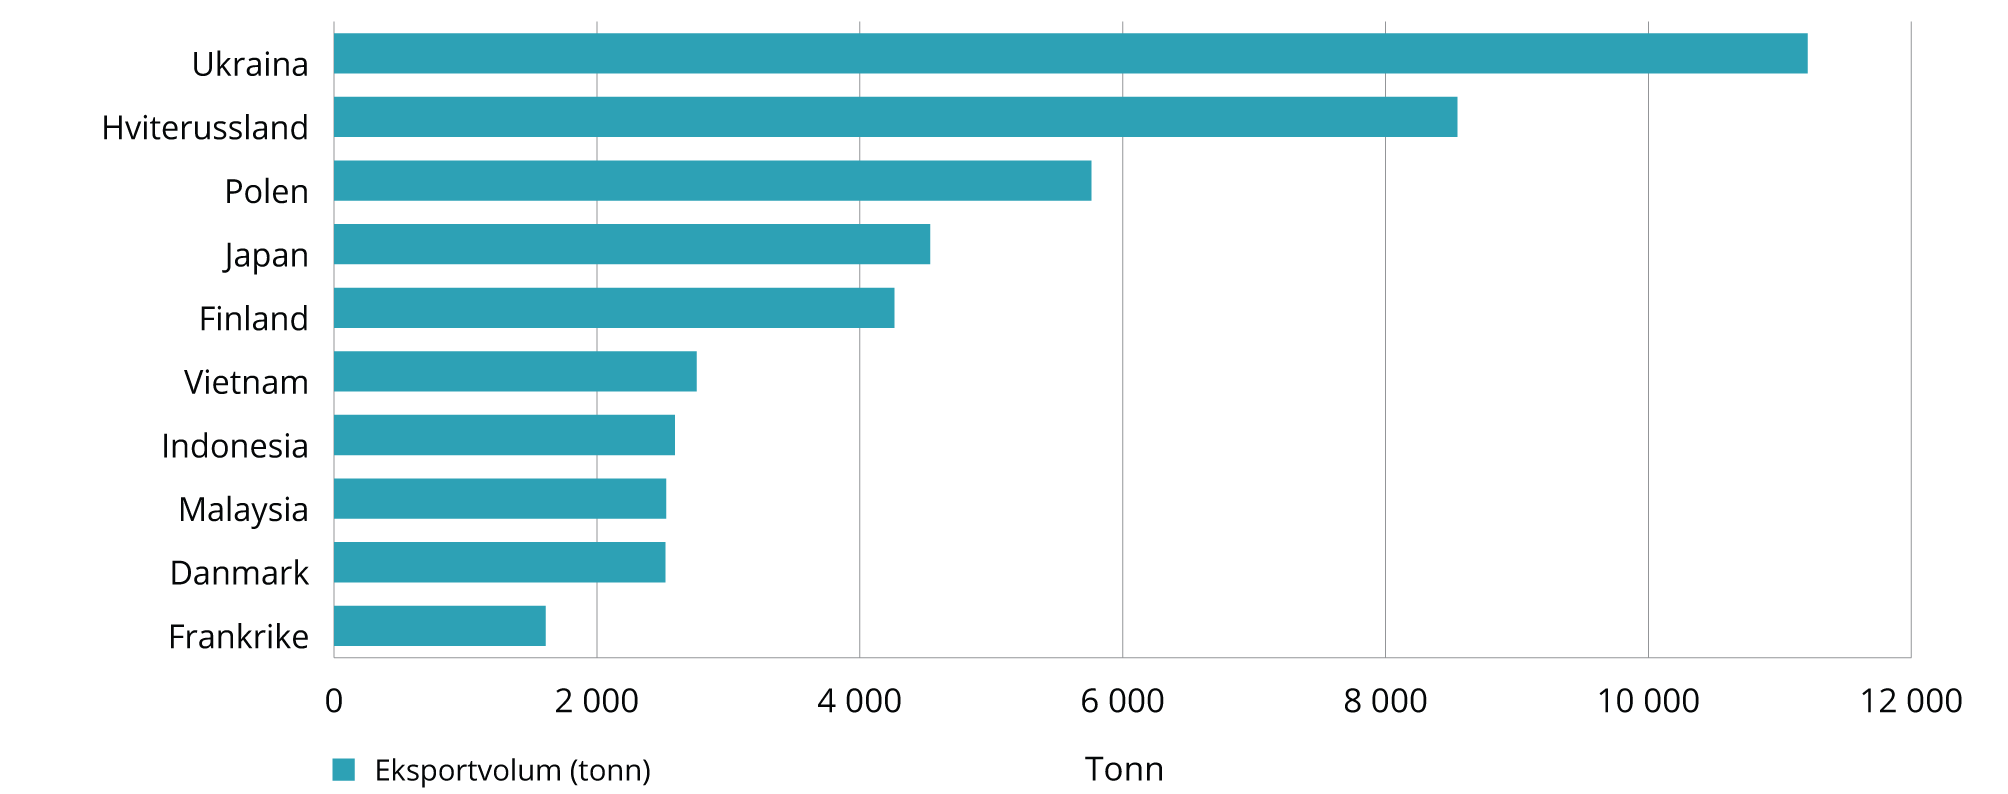 Ukraina
Hviterussland
Polen
Japan
Finland
Vietnam
Indonesia
Malaysia
Danmark
Frankrike
0 2 000 4 000 6 000 8 000 10 000 12 000
Eksportvolum (tonn) Tonn